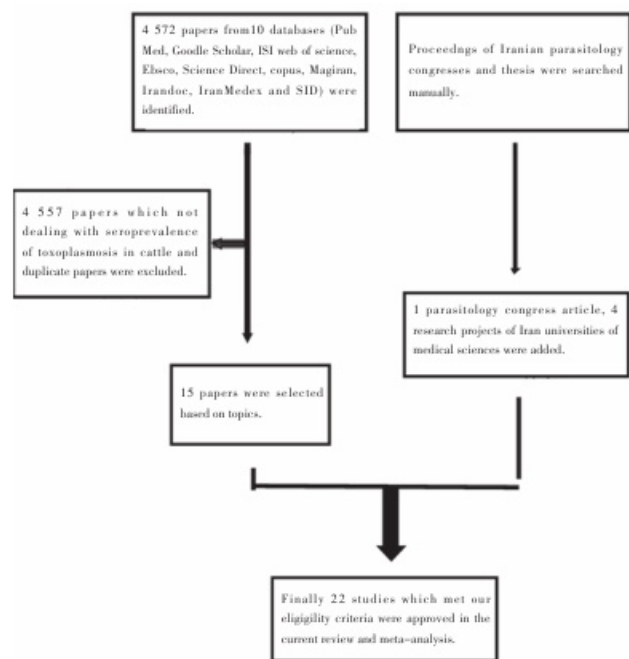 4 572 papers from10 databases (Pub
Med, Goodle Scholar, ISI web of science,
Ebsco, Science Direct, copus, Magiran,
Irandoc, IranMedex and SID) were
identified.
Proceedngs of Iranian parasitology
congresses and thesis were searched
manually.
4 557 papers which not
dealing with seroprevalence
of toxoplasmosis in cattle and
duplicate papers were excluded.
1 parasitology congress article, 4
research projects of Iran universities of
medical sciences were added.
15 papers were selected
based on topics.
Finally 22 studies which met our
eligigility criteria were approved in the
current review and meta-analysis.